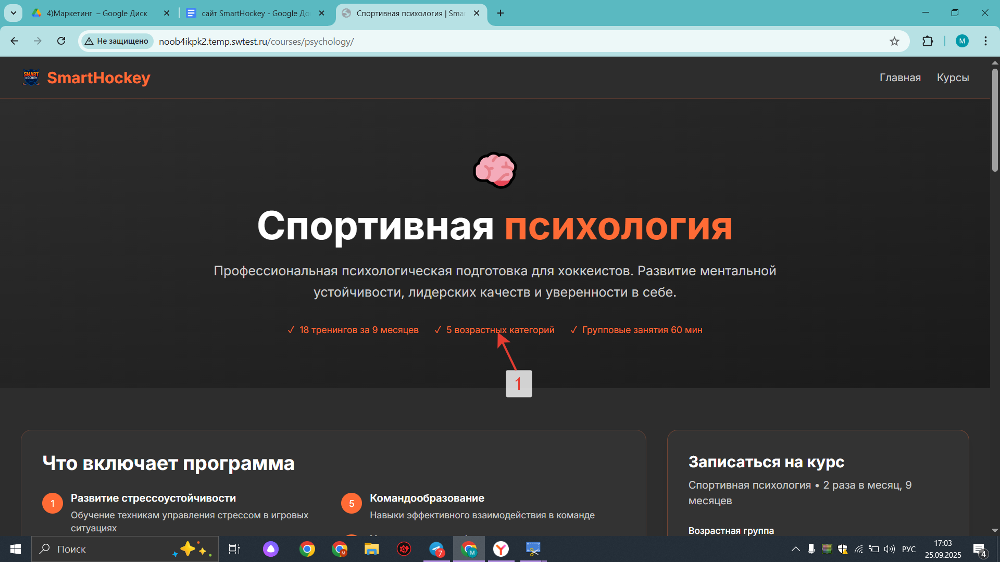 4)Маркетинг – Google Диск
сайт SmartHockey - Google До
Спортивная психология | Smar
Не защищено
noob4ikpk2.temp.swtest.ru/courses/psychology/
M
SMART HOCKEY
SmartHockey
Главная
Курсы
Спортивная психология
Профессиональная психологическая подготовка для хоккеистов. Развитие ментальной
устойчивости, лидерских качеств и уверенности в себе.
✓ 18 тренингов за 9 месяцев
✓ 5 возрастных категорий
✓ Групповые занятия 60 мин
1
Что включает программа
1
Развитие стрессоустойчивости
Обучение техникам управления стрессом в игровых
ситуациях
5
Командообразование
Навыки эффективного взаимодействия в команде
Записаться на курс
Спортивная психология • 2 раза в месяц, 9
месяцев
Возрастная группа
Поиск
M
7
M
РУС
17:03
25.09.2025
4